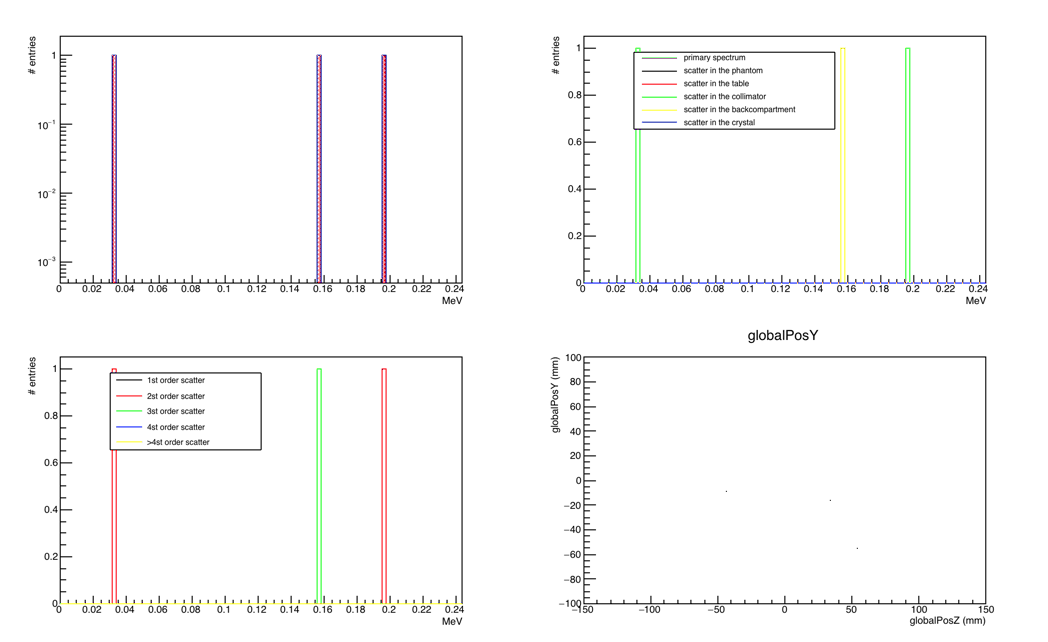 # entries
1
10⁻¹
10⁻²
10⁻³
0 0.02 0.04 0.06 0.08 0.1 0.12 0.14 0.16 0.18 0.2 0.22 0.24
MeV
# entries
1
0.8
0.6
0.4
0.2
0
primary spectrum
scatter in the phantom
scatter in the table
scatter in the collimator
scatter in the backcompartment
scatter in the crystal
0 0.02 0.04 0.06 0.08 0.1 0.12 0.14 0.16 0.18 0.2 0.22 0.24
MeV
# entries
1
0.8
0.6
0.4
0.2
0
1st order scatter
2st order scatter
3st order scatter
4st order scatter
>4st order scatter
0 0.02 0.04 0.06 0.08 0.1 0.12 0.14 0.16 0.18 0.2 0.22 0.24
MeV
globalPosY
globalPosY (mm)
100
80
60
40
20
0
−20
−40
−60
−80
−100
−150 −100 −50 0 50 100 150
globalPosZ (mm)